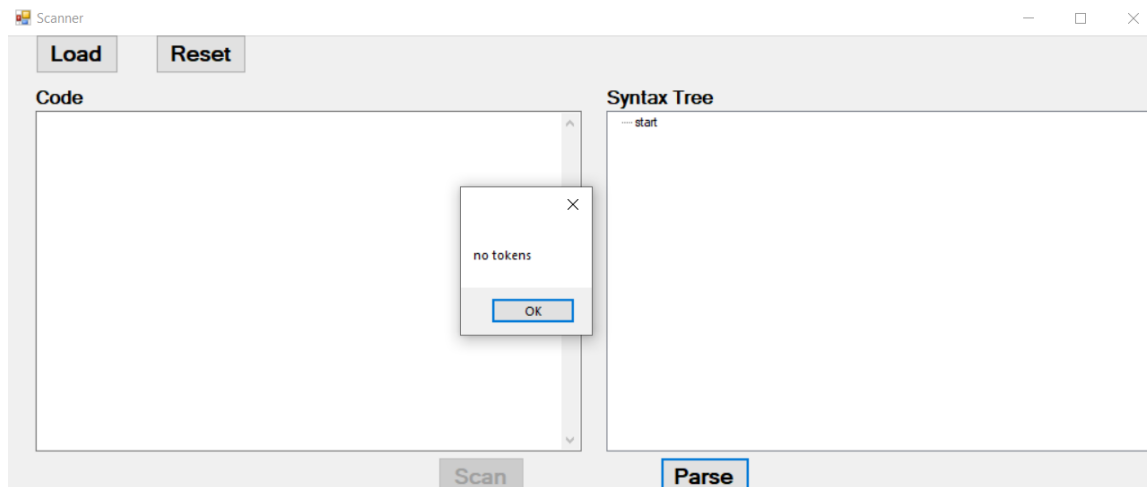 Scanner
Load Reset
Code
Syntax Tree
start
no tokens
OK
Scan
Parse